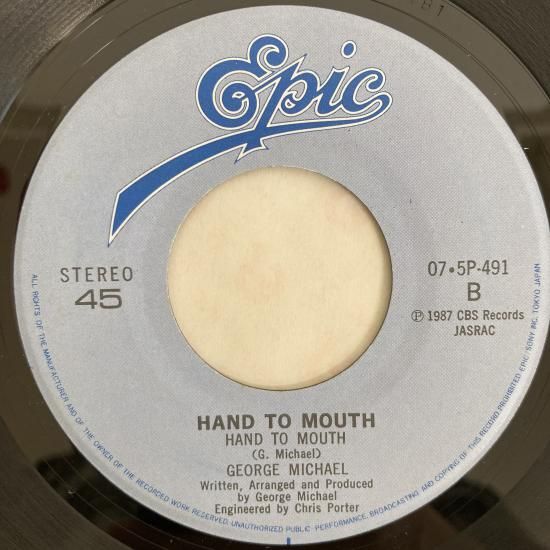 Epic
STEREO
45
07•5P-491
B
Ⓟ 1987 CBS Records
JASRAC
HAND TO MOUTH
HAND TO MOUTH
(G. Michael)
GEORGE MICHAEL
Written, Arranged and Produced
by George Michael
Engineered by Chris Porter
ALL RIGHTS OF THE MANUFACTURER AND OF THE OWNER OF THE RECORDED WORK RESERVED. UNAUTHORIZED PUBLIC PERFORMANCE, BROADCASTING AND COPYING OF THIS RECORD PROHIBITED. EPIC/SONY INC. TOKYO JAPAN